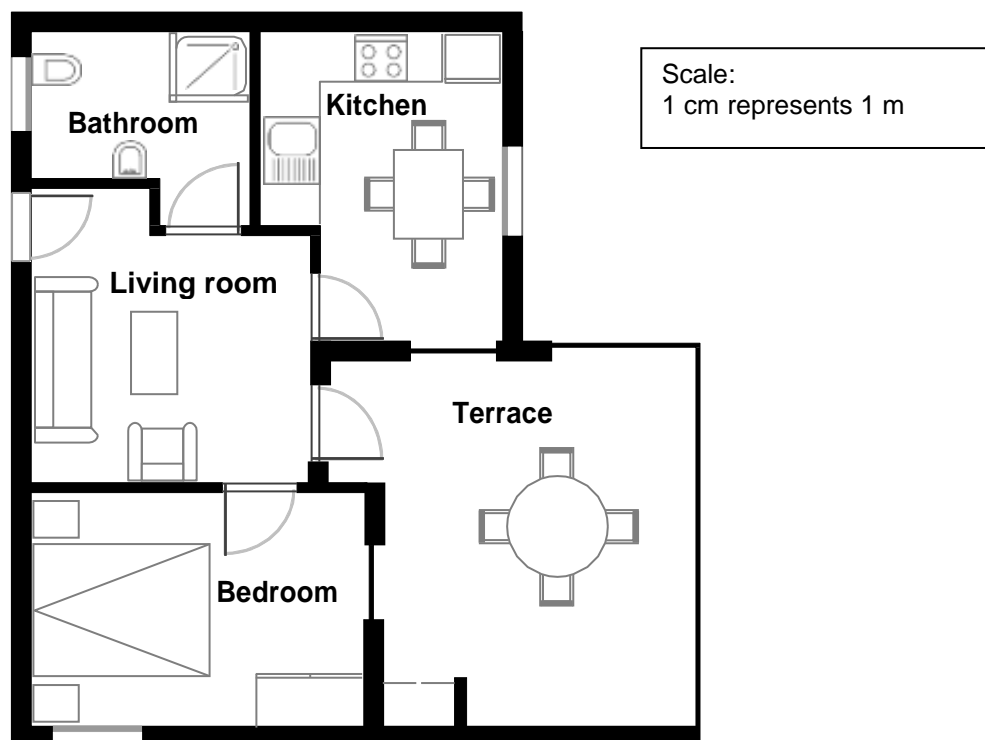 Scale:
1 cm represents 1 m
Kitchen
Bathroom
Living room
Terrace
Bedroom